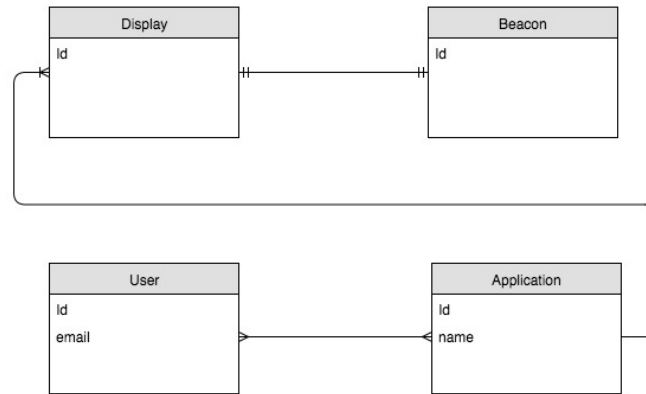 Display
Id
Beacon
Id
User
Id
email
Application
Id
name